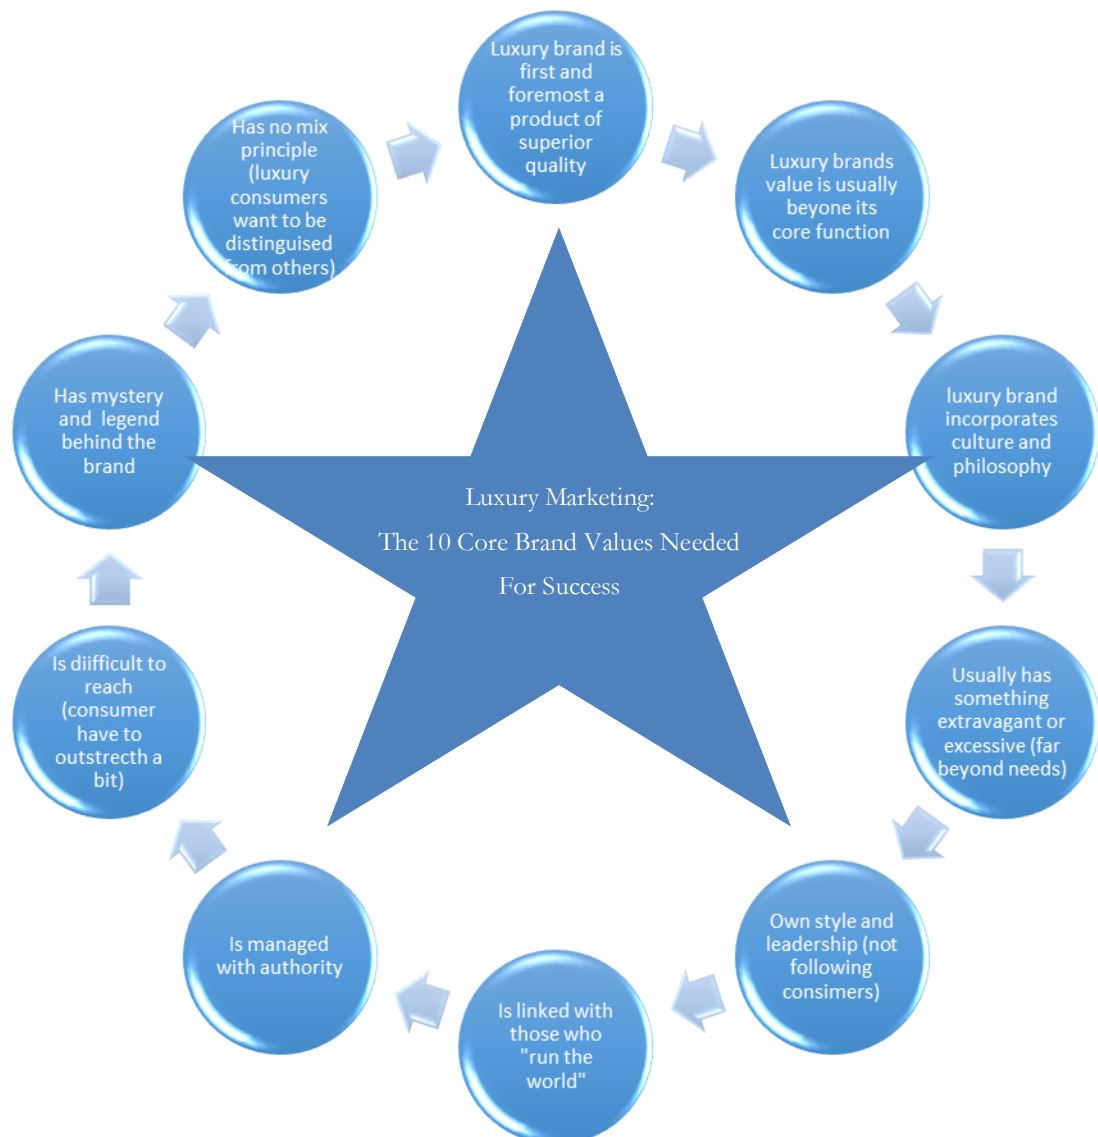 Luxury brand is
first and
foremost a
product of
superior
quality
Luxury brands
value is usually
beyone its
core function
luxury brand
incorporates
culture and
philosophy
Usually has
something
extravagant or
excessive (far
beyond needs)
Own style and
leadership (not
following
consimers)
Is linked with
those who
"run the
world"
Is managed
with authority
Is diifficult to
reach
(consumer
have to
outstrecth a
bit)
Has mystery
and legend
behind the
brand
Has no mix
principle
(luxury
consumers
want to be
distinguised
from others)
Luxury Marketing:
The 10 Core Brand Values Needed
For Success